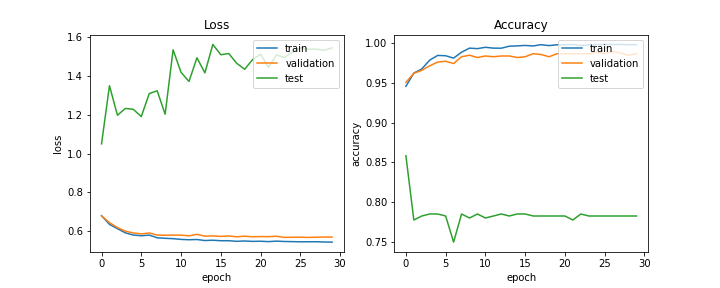 Loss
loss
1.6
1.4
1.2
1.0
0.8
0.6
0
5
10
15
20
25
30
epoch
train
validation
test
Accuracy
accuracy
1.00
0.95
0.90
0.85
0.80
0.75
0
5
10
15
20
25
30
epoch
train
validation
test